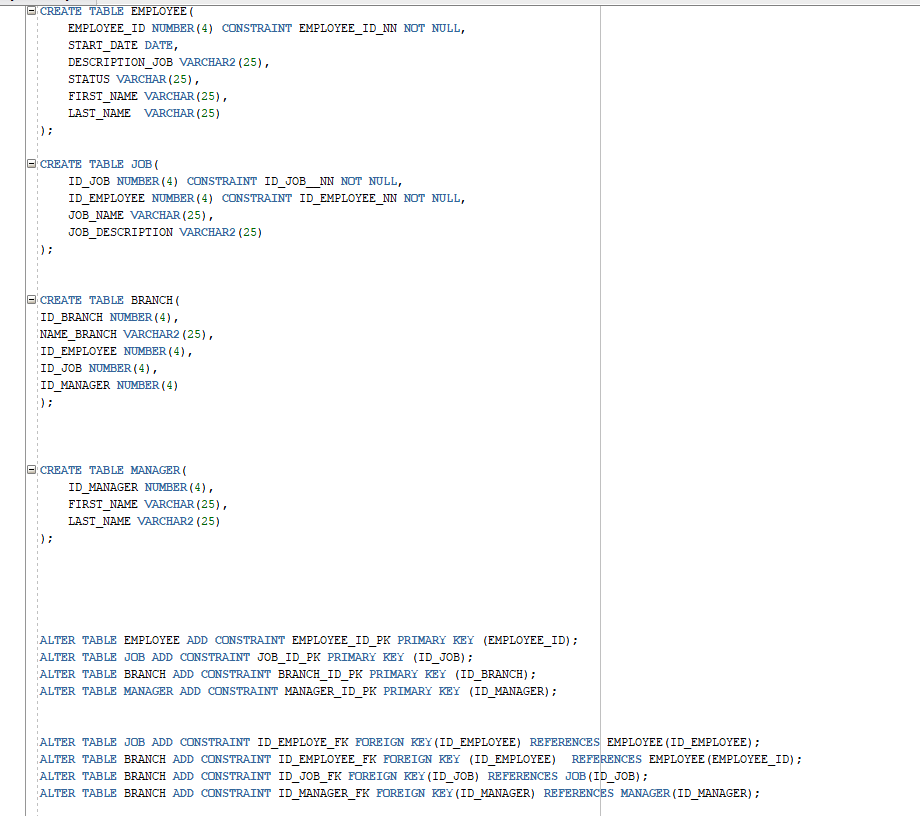 CREATE TABLE EMPLOYEE(
EMPLOYEE_ID NUMBER(4) CONSTRAINT EMPLOYEE_ID_NN NOT NULL,
START_DATE DATE,
DESCRIPTION_JOB VARCHAR2(25),
STATUS VARCHAR(25),
FIRST_NAME VARCHAR(25),
LAST_NAME  VARCHAR(25)
);
CREATE TABLE JOB(
ID_JOB NUMBER(4) CONSTRAINT ID_JOB__NN NOT NULL,
ID_EMPLOYEE NUMBER(4) CONSTRAINT ID_EMPLOYEE_NN NOT NULL,
JOB_NAME VARCHAR(25),
JOB_DESCRIPTION VARCHAR2(25)
);
CREATE TABLE BRANCH(
ID_BRANCH NUMBER(4),
NAME_BRANCH VARCHAR2(25),
ID_EMPLOYEE NUMBER(4),
ID_JOB NUMBER(4),
ID_MANAGER NUMBER(4)
);
CREATE TABLE MANAGER(
ID_MANAGER NUMBER(4),
FIRST_NAME VARCHAR(25),
LAST_NAME VARCHAR2(25)
);
ALTER TABLE EMPLOYEE ADD CONSTRAINT EMPLOYEE_ID_PK PRIMARY KEY (EMPLOYEE_ID);
ALTER TABLE JOB ADD CONSTRAINT JOB_ID_PK PRIMARY KEY (ID_JOB);
ALTER TABLE BRANCH ADD CONSTRAINT BRANCH_ID_PK PRIMARY KEY (ID_BRANCH);
ALTER TABLE MANAGER ADD CONSTRAINT MANAGER_ID_PK PRIMARY KEY (ID_MANAGER);
ALTER TABLE JOB ADD CONSTRAINT ID_EMPLOYE_FK FOREIGN KEY(ID_EMPLOYEE) REFERENCES EMPLOYEE(ID_EMPLOYEE);
ALTER TABLE BRANCH ADD CONSTRAINT ID_EMPLOYEE_FK FOREIGN KEY (ID_EMPLOYEE)  REFERENCES EMPLOYEE(EMPLOYEE_ID);
ALTER TABLE BRANCH ADD CONSTRAINT ID_JOB_FK FOREIGN KEY(ID_JOB) REFERENCES JOB(ID_JOB);
ALTER TABLE BRANCH ADD CONSTRAINT ID_MANAGER_FK FOREIGN KEY(ID_MANAGER) REFERENCES MANAGER(ID_MANAGER);